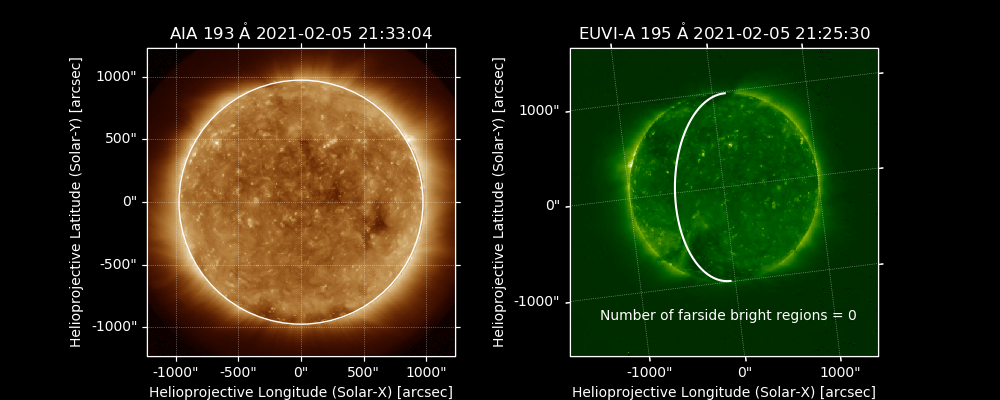 AIA 193 Å 2021-02-05 21:33:04
Helioprojective Latitude (Solar-Y) [arcsec]
1000"
500"
0"
-500"
-1000"
-1000"
-500"
0"
500"
1000"
Helioprojective Longitude (Solar-X) [arcsec]
EUVI-A 195 Å 2021-02-05 21:25:30
Helioprojective Latitude (Solar-Y) [arcsec]
1000"
0"
-1000"
Number of farside bright regions = 0
-1000"
0"
1000"
Helioprojective Longitude (Solar-X) [arcsec]